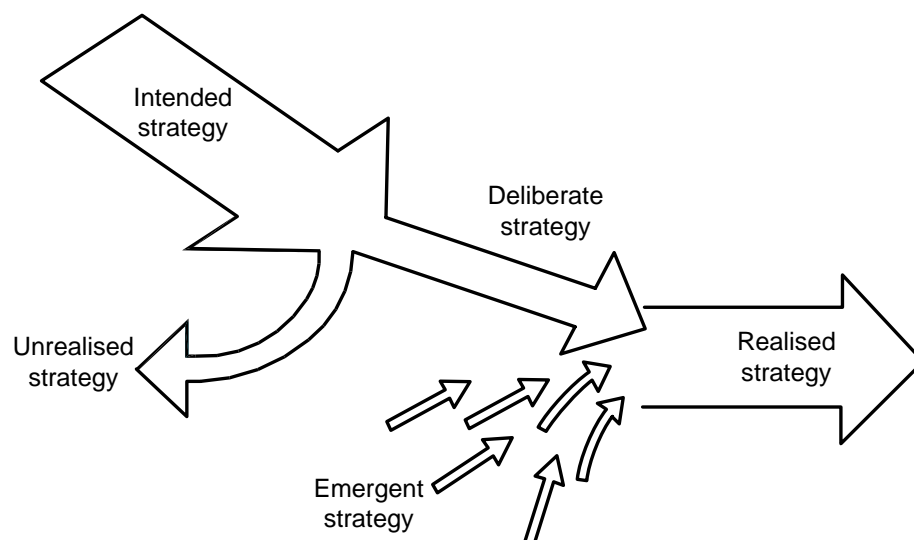 Intended
strategy
Deliberate
strategy
Unrealised
strategy
Realised
strategy
Emergent
strategy